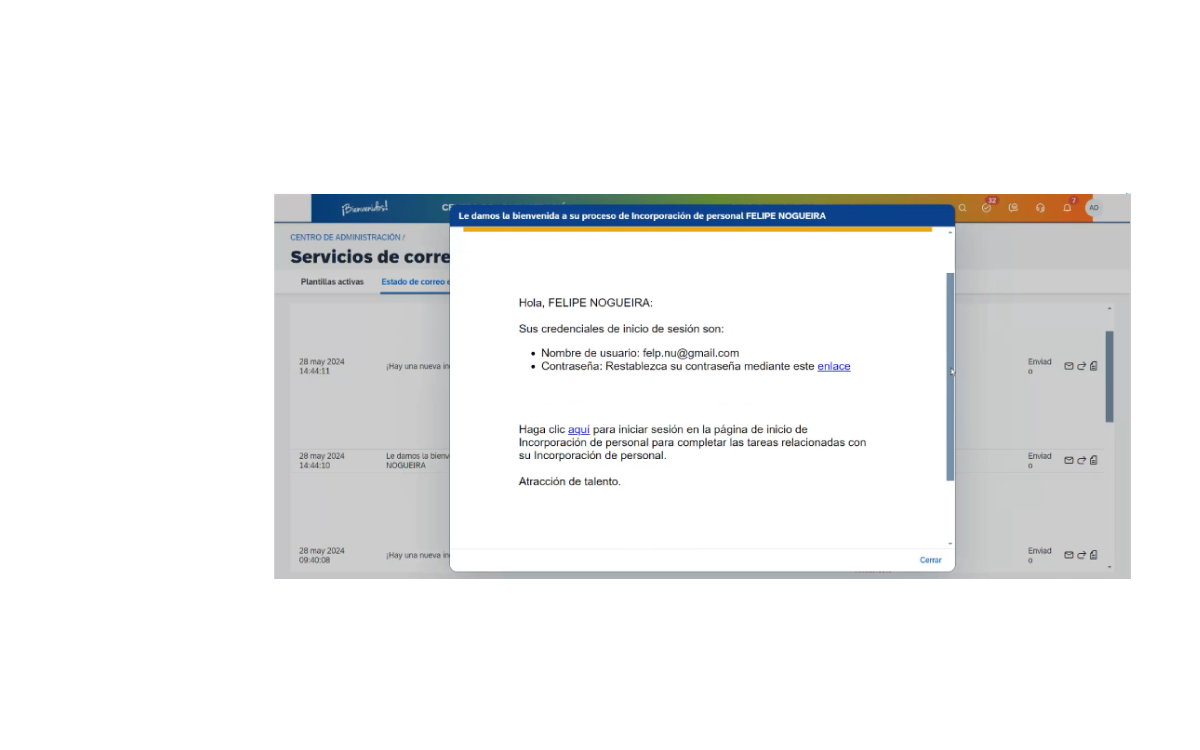 ¡Bienvenidos!
32
7
AD
Le damos la bienvenida a su proceso de Incorporación de personal FELIPE NOGUEIRA
CENTRO DE ADMINISTRACIÓN /
Servicios de corre
Plantillas activas Estado de correo e
Hola, FELIPE NOGUEIRA:
Sus credenciales de inicio de sesión son:
• Nombre de usuario: felp.nu@gmail.com
• Contraseña: Restablezca su contraseña mediante este enlace
28 may 2024
14:44:11
¡Hay una nueva in
Enviad
o
Haga clic aquí para iniciar sesión en la página de inicio de
Incorporación de personal para completar las tareas relacionadas con
su Incorporación de personal.
Atracción de talento.
28 may 2024
14:44:10
Le damos la bienv
NOGUEIRA
Enviad
o
28 may 2024
09:40:08
¡Hay una nueva in
Enviad
o
Cerrar